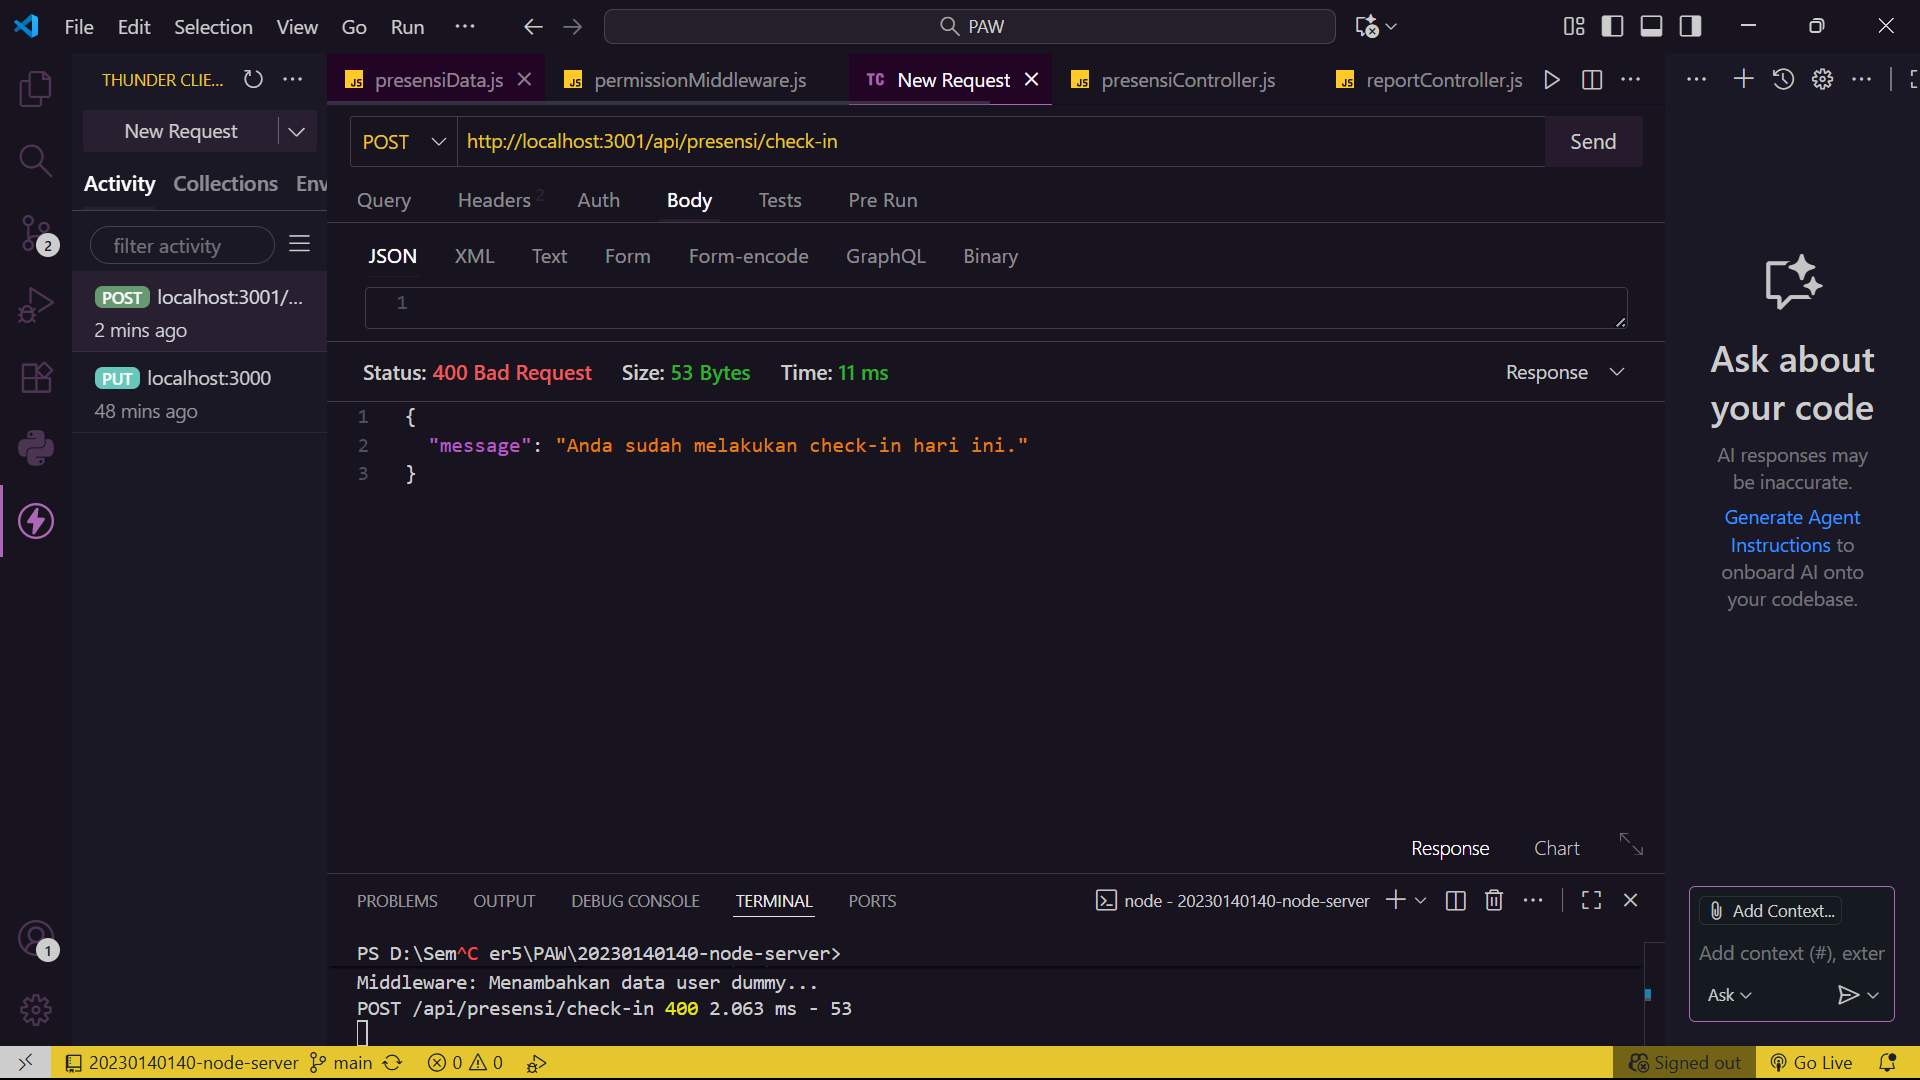 File Edit Selection View Go Run ··· PAW
THUNDER CLIE... ···
presensiData.js permissionMiddleware.js TC New Request presensiController.js reportController.js ··· ··· ···
New Request
POST http://localhost:3001/api/presensi/check-in Send
Activity Collections Env
Query Headers 2 Auth Body Tests Pre Run
filter activity
JSON XML Text Form Form-encode GraphQL Binary
POST localhost:3001/...
2 mins ago
1
PUT localhost:3000
48 mins ago
Status: 400 Bad Request Size: 53 Bytes Time: 11 ms Response
1 {
2 "message": "Anda sudah melakukan check-in hari ini."
3 }
Response Chart
Ask about
your code
AI responses may
be inaccurate.
Generate Agent
Instructions to
onboard AI onto
your codebase.
2
1
PROBLEMS OUTPUT DEBUG CONSOLE TERMINAL PORTS node - 20230140140-node-server ···
PS D:\Sem^C er5\PAW\20230140140-node-server>
Middleware: Menambahkan data user dummy...
POST /api/presensi/check-in 400 2.063 ms - 53
Add Context...
Add context (#), exter
Ask
20230140140-node-server main 0 0 Signed out Go Live